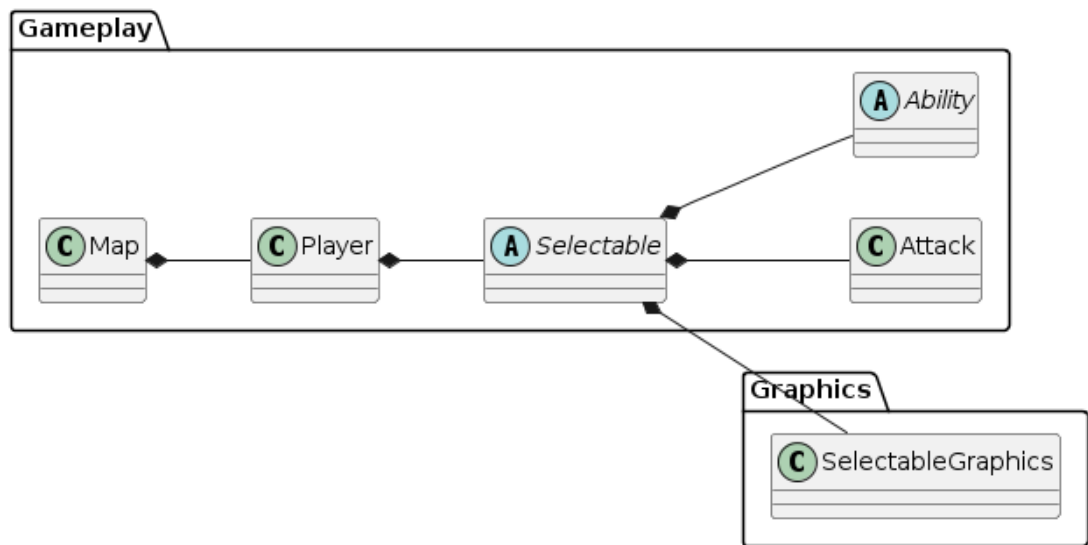 Gameplay
A Ability
C Map
C Player
A Selectable
C Attack
Graphics
C SelectableGraphics